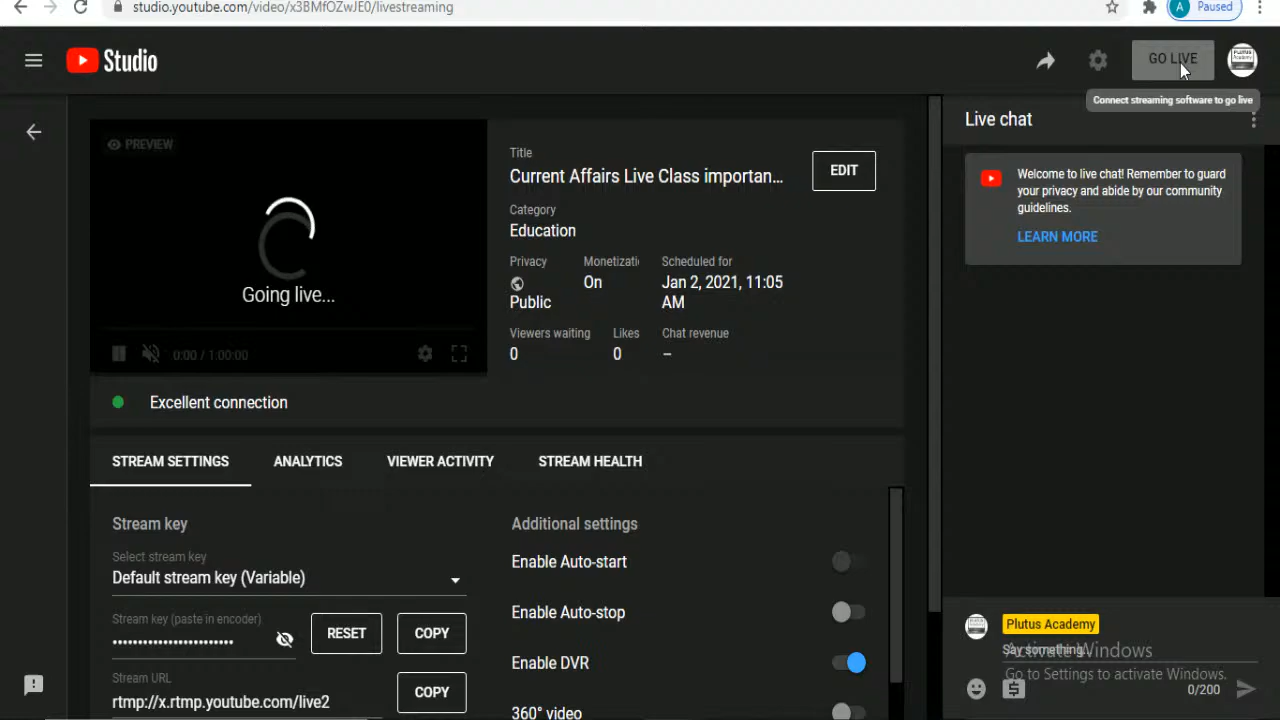 studio.youtube.com/video/x3BMfOZwJE0/livestreaming
A Paused
Studio
GO LIVE
PLUTUS
Academy
Connect streaming software to go live
PREVIEW
Going live...
0:00 / 1:00:00
Title
Current Affairs Live Class importan...
EDIT
Category
Education
Privacy
Public
Monetizati
On
Scheduled for
Jan 2, 2021, 11:05
AM
Viewers waiting
0
Likes
0
Chat revenue
–
Excellent connection
STREAM SETTINGS
ANALYTICS
VIEWER ACTIVITY
STREAM HEALTH
Stream key
Select stream key
Default stream key (Variable)
Stream key (paste in encoder)
••••••••••••••••••••••••
RESET
COPY
Stream URL
rtmp://x.rtmp.youtube.com/live2
COPY
Additional settings
Enable Auto-start
Enable Auto-stop
Enable DVR
360° video
Live chat
Welcome to live chat! Remember to guard
your privacy and abide by our community
guidelines.
LEARN MORE
Plutus Academy
Say something...
Activate Windows
Go to Settings to activate Windows.
0/200